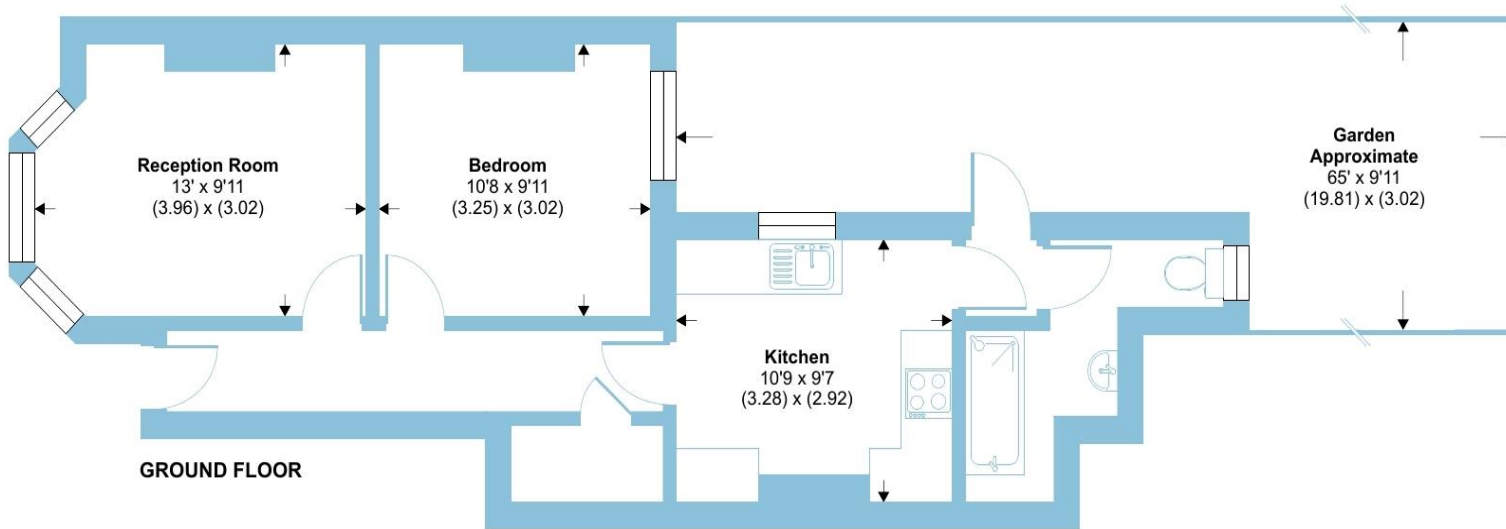 Reception Room
13' x 9'11
(3.96) x (3.02)
Bedroom
10'8 x 9'11
(3.25) x (3.02)
Garden
Approximate
65' x 9'11
(19.81) x (3.02)
Kitchen
10'9 x 9'7
(3.28) x (2.92)
GROUND FLOOR